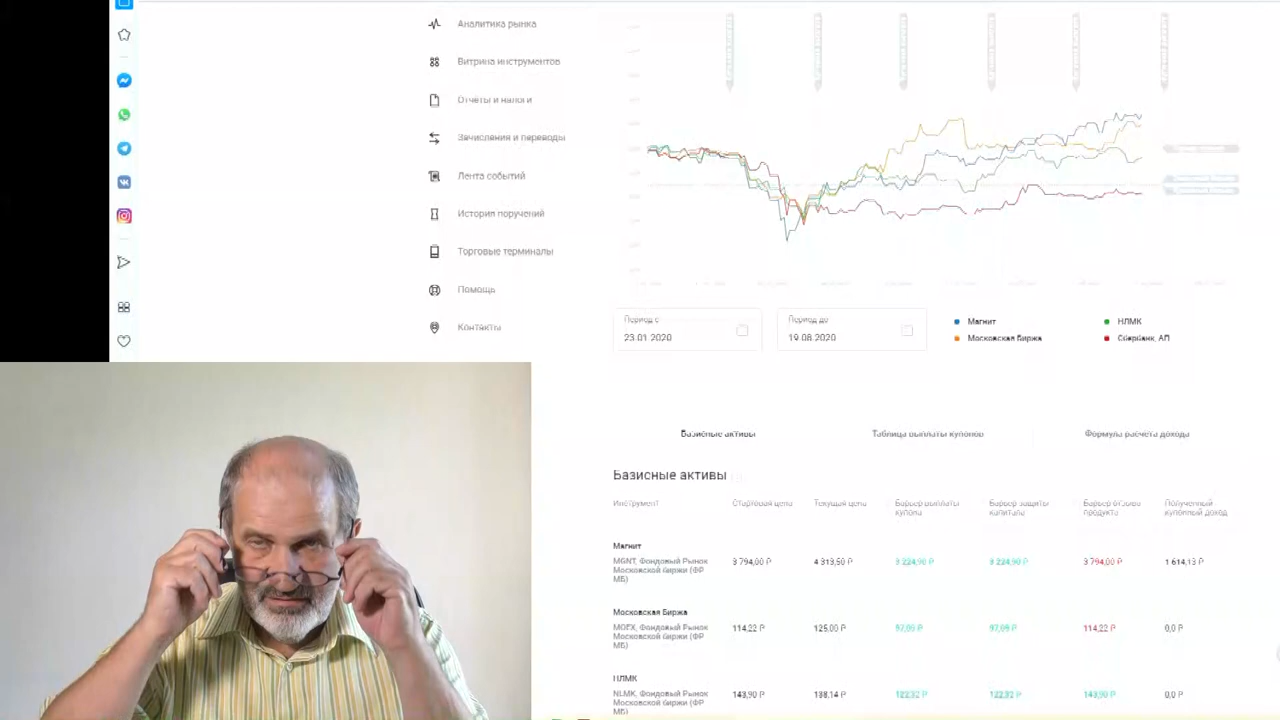 Аналитика рынка
Витрина инструментов
Отчёты и налоги
Зачисления и переводы
Лента событий
История поручений
Торговые терминалы
Помощь
Контакты
Период с
23.01.2020
Период до
19.08.2020
Магнит
НЛМК
Московская Биржа
Сбербанк, АП
Базисные активы
Таблица выплаты купонов
Формула расчёта дохода
Базисные активы
Инструмент
Стартовая цена
Текущая цена
Барьер выплаты
купона
Барьер защиты
капитала
Барьер отзыва
продукта
Полученный
купонный доход
Магнит
MGNT, Фондовый Рынок
Московской биржи (ФР
МБ)
3 794,00 ₽
4 313,50 ₽
3 224,90 ₽
3 224,90 ₽
3 794,00 ₽
1 614,13 ₽
Московская Биржа
MOEX, Фондовый Рынок
Московской биржи (ФР
МБ)
114,22 ₽
125,00 ₽
97,09 ₽
97,09 ₽
114,22 ₽
0,0 ₽
НЛМК
NLMK, Фондовый Рынок
Московской биржи (ФР
МБ)
143,90 ₽
138,14 ₽
122,32 ₽
122,32 ₽
143,90 ₽
0,0 ₽